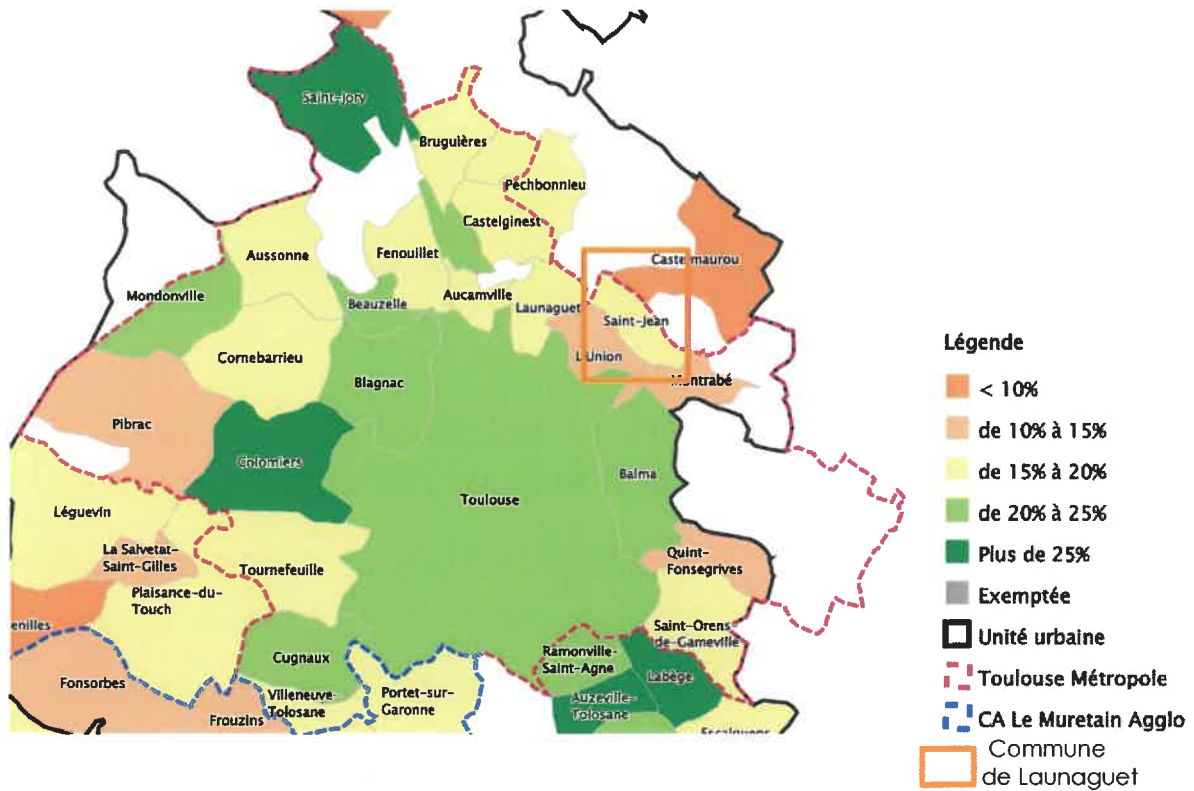 Saint-Jory
Bruguières
Pechbonnieu
Castelginest
Aussonne
Fenouillet
Castelmaurou
Mondonville
Beauzelle
Aucamville
Launaguet
Saint-Jean
Cornebarrieu
L'Union
Blagnac
Montrabé
Pibrac
Colomiers
Balma
Toulouse
Léguevin
La Salvetat-
Saint-Gilles
Tournefeuille
Quint-
Fonsegrives
Plaisance-du-
Touch
enilles
Saint-Orens
de-Gameville
Cugnaux
Ramonville-
Saint-Agne
Labège
Fonsorbes
Villeneuve-
Tolosane
Portet-sur-
Garonne
Auzeville-
Tolosane
Frouzins
Escalquens
Légende
< 10%
de 10% à 15%
de 15% à 20%
de 20% à 25%
Plus de 25%
Exemptée
Unité urbaine
Toulouse Métropole
CA Le Muretain Agglo
Commune
de Launaguet